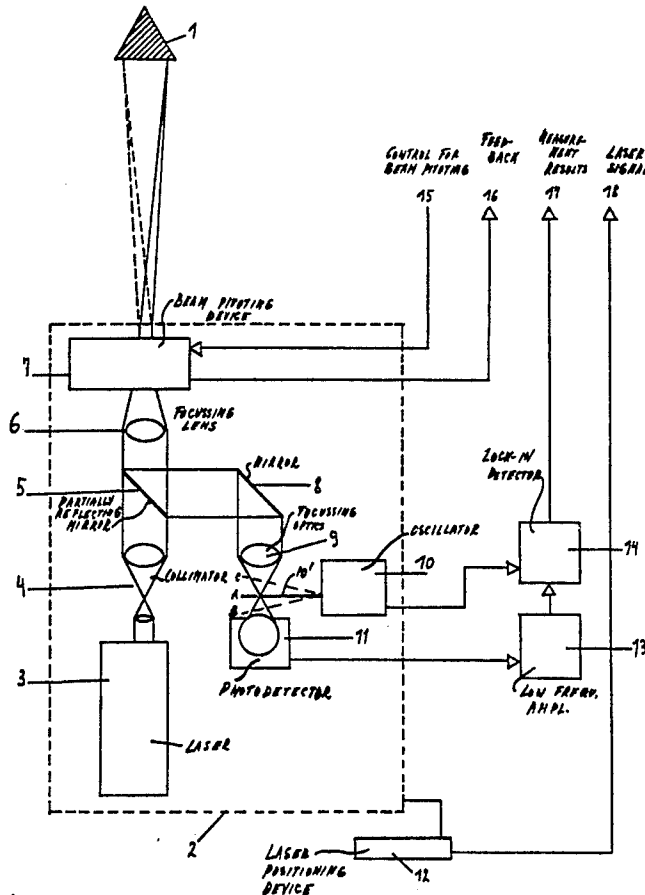 1
CONTROL FOR
BEAM PIVOTING
15
FEED-
BACK
16
MEASURE-
MENT
RESULTS
17
LASER
SIGNAL
18
BEAM PIVOTING
DEVICE
7
6
FOCUSSING
LENS
5
PARTIALLY
REFLECTING
MIRROR
MIRROR
8
FOCUSSING
OPTICS
9
OSCILLATOR
10
LOCK-IN
DETECTOR
14
4
COLLIMATOR
C
A
B
10'
11
PHOTODETECTOR
13
LOW FREQU.
AMPL.
3
LASER
2
LASER
POSITIONING
DEVICE
12